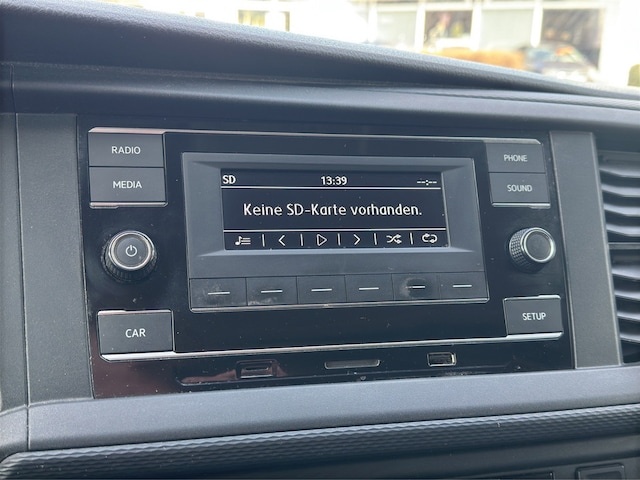 RADIO
MEDIA
SD 13:39 --:--
Keine SD-Karte vorhanden.
PHONE
SOUND
CAR
SETUP